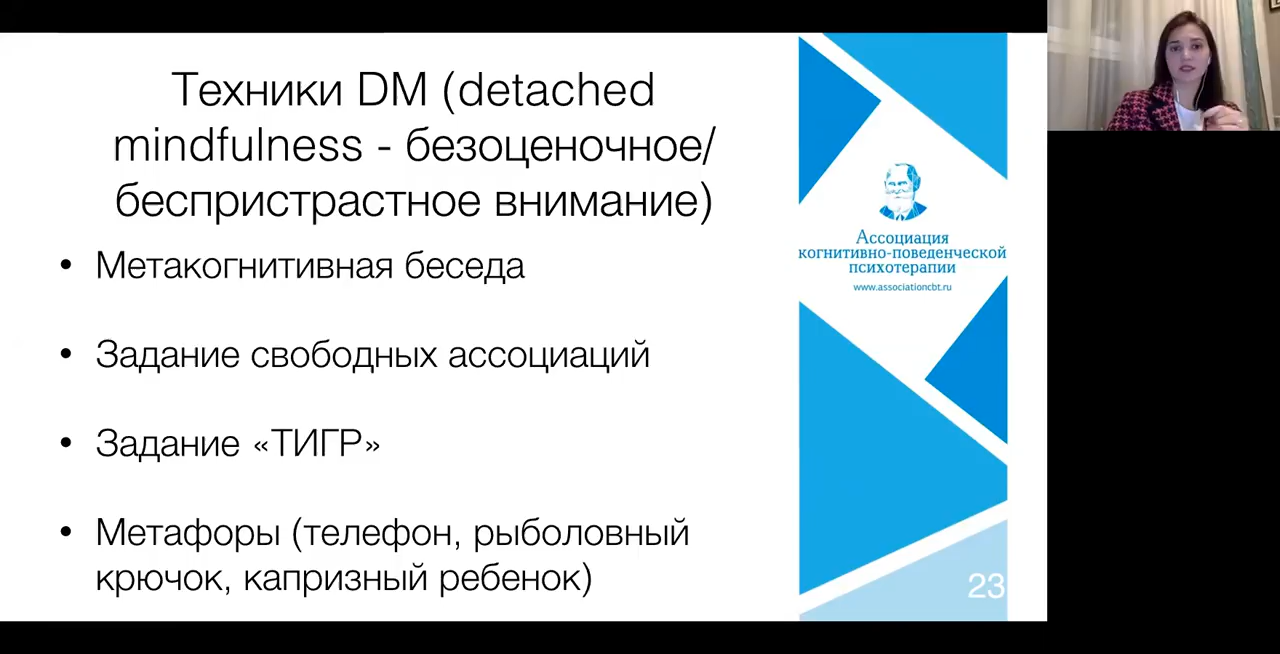 Техники DM (detached
mindfulness - безоценочное/
беспристрастное внимание)
• Метакогнитивная беседа
• Задание свободных ассоциаций
• Задание «ТИГР»
• Метафоры (телефон, рыболовный
крючок, капризный ребенок)
Ассоциация
когнитивно-поведенческой
психотерапии
www.associationcbt.ru
23